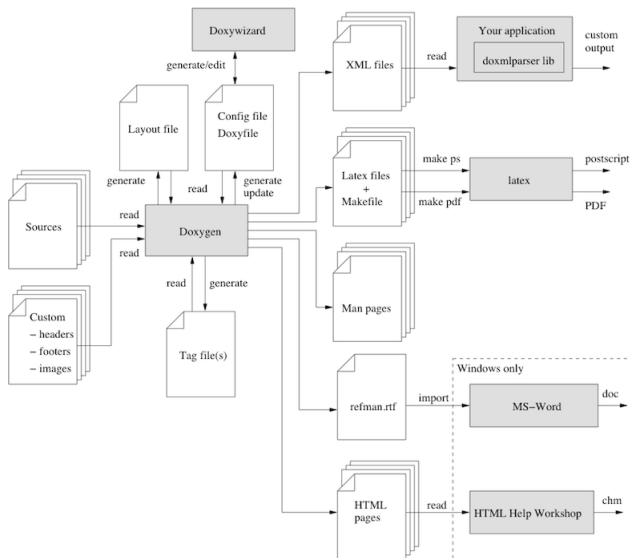 Doxywizard
generate/edit
Layout file
Config file
Doxyfile
generate
read
generate
update
Sources
read
Doxygen
read
Custom
– headers
– footers
– images
read
generate
Tag file(s)
XML files
read
Your application
doxmlparser lib
custom
output
Latex files
+
Makefile
make ps
make pdf
latex
postscript
PDF
Man pages
refman.rtf
import
Windows only
MS–Word
doc
HTML
pages
read
HTML Help Workshop
chm